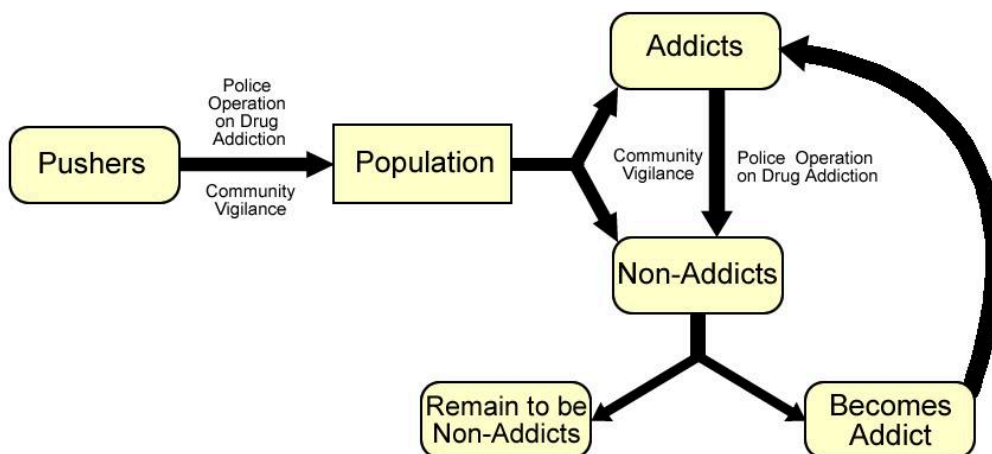 Addicts
Police
Operation
on Drug
Addiction
Pushers
Population
Community
Vigilance
Community
Vigilance
Police Operation
on Drug Addiction
Non-Addicts
Remain to be
Non-Addicts
Becomes
Addict